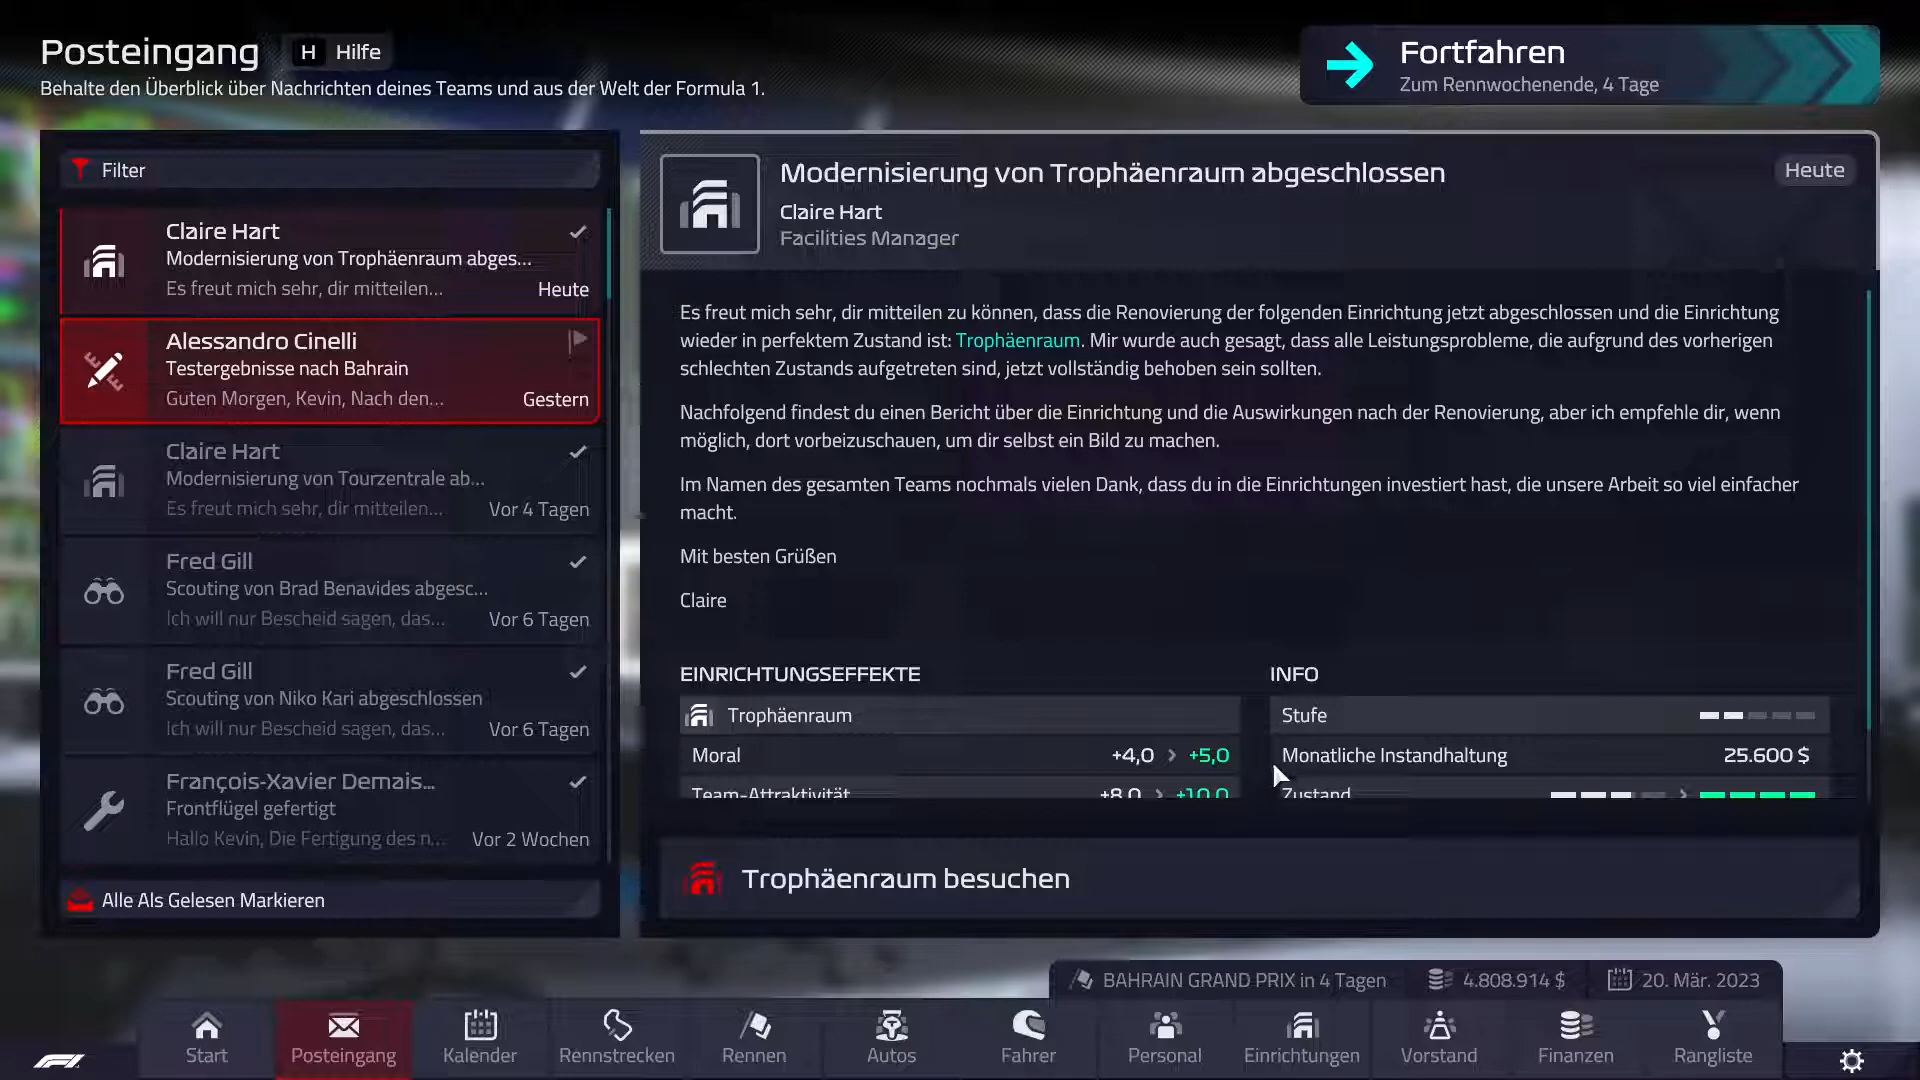 Posteingang
H Hilfe
Behalte den Überblick über Nachrichten deines Teams und aus der Welt der Formula 1.
Fortfahren
Zum Rennwochenende, 4 Tage
Filter
Claire Hart
Modernisierung von Trophäenraum abges...
Es freut mich sehr, dir mitteilen...
Heute
Alessandro Cinelli
Testergebnisse nach Bahrain
Guten Morgen, Kevin, Nach den...
Gestern
Claire Hart
Modernisierung von Tourzentrale ab...
Es freut mich sehr, dir mitteilen...
Vor 4 Tagen
Fred Gill
Scouting von Brad Benavides abgesc...
Ich will nur Bescheid sagen, das...
Vor 6 Tagen
Fred Gill
Scouting von Niko Kari abgeschlossen
Ich will nur Bescheid sagen, das...
Vor 6 Tagen
François-Xavier Demais...
Frontflügel gefertigt
Hallo Kevin, Die Fertigung des n...
Vor 2 Wochen
Alle Als Gelesen Markieren
Modernisierung von Trophäenraum abgeschlossen
Heute
Claire Hart
Facilities Manager
Es freut mich sehr, dir mitteilen zu können, dass die Renovierung der folgenden Einrichtung jetzt abgeschlossen und die Einrichtung
wieder in perfektem Zustand ist: Trophäenraum. Mir wurde auch gesagt, dass alle Leistungsprobleme, die aufgrund des vorherigen
schlechten Zustands aufgetreten sind, jetzt vollständig behoben sein sollten.
Nachfolgend findest du einen Bericht über die Einrichtung und die Auswirkungen nach der Renovierung, aber ich empfehle dir, wenn
möglich, dort vorbeizuschauen, um dir selbst ein Bild zu machen.
Im Namen des gesamten Teams nochmals vielen Dank, dass du in die Einrichtungen investiert hast, die unsere Arbeit so viel einfacher
macht.
Mit besten Grüßen
Claire
EINRICHTUNGSEFFEKTE
Trophäenraum
Moral +4,0 > +5,0
Team-Attraktivität +8,0 > +10,0
INFO
Stufe
Monatliche Instandhaltung 25.600 $
Zustand
Trophäenraum besuchen
BAHRAIN GRAND PRIX in 4 Tagen
4.808.914 $
20. Mär. 2023
Start
Posteingang
Kalender
Rennstrecken
Rennen
Autos
Fahrer
Personal
Einrichtungen
Vorstand
Finanzen
Rangliste